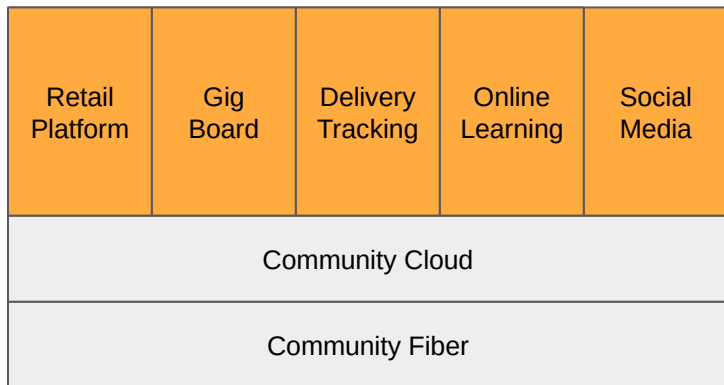 Retail
Platform
Gig
Board
Delivery
Tracking
Online
Learning
Social
Media
Community Cloud
Community Fiber